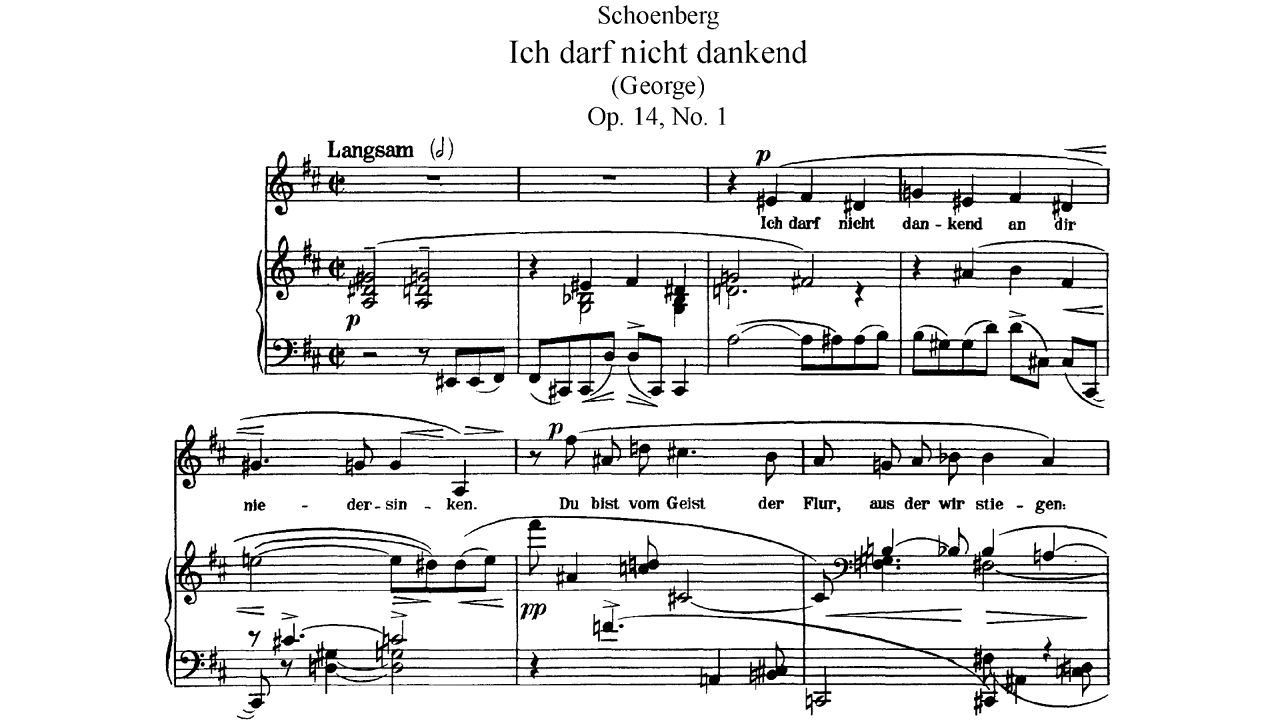 Schoenberg
Ich darf nicht dankend
(George)
Op. 14, No. 1
Langsam
p
Ich darf nicht dan - kend an dir
p
p
nie - der - sin - ken. Du bist vom Geist der Flur, aus der wir stie - gen:
pp